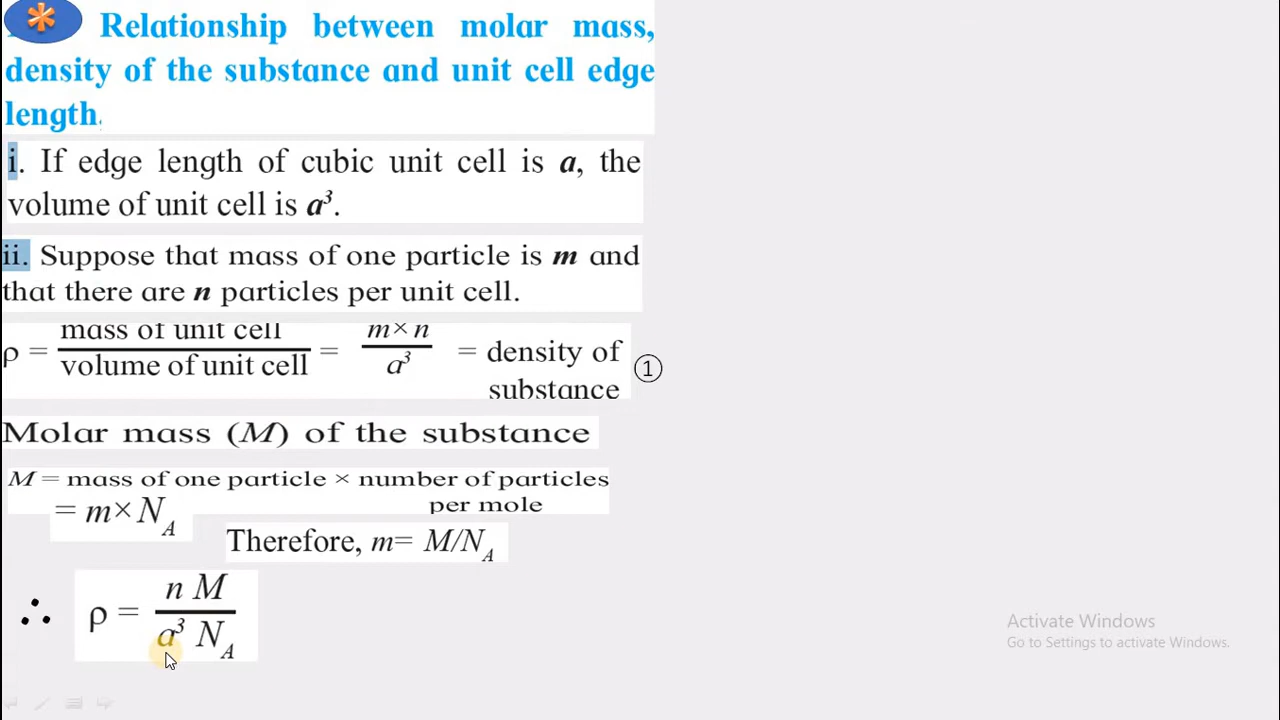 Relationship between molar mass,
density of the substance and unit cell edge
length.
i. If edge length of cubic unit cell is a, the
volume of unit cell is a³.
ii. Suppose that mass of one particle is m and
that there are n particles per unit cell.
ρ = mass of unit cell / volume of unit cell = m× n / a³ = density of
substance ①
Molar mass (M) of the substance
M = mass of one particle × number of particles
per mole
= m× N_A
Therefore, m= M/N_A
∴ ρ = n M / a³ N_A
Activate Windows
Go to Settings to activate Windows.